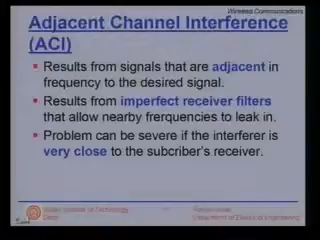 Wireless Communications
Adjacent Channel Interference
(ACI)
Results from signals that are adjacent in
frequency to the desired signal.
Results from imperfect receiver filters
that allow nearby frerquencies to leak in.
Problem can be severe if the interferer is
very close to the subcriber's receiver.
Indian Institute of Technology
Delhi
Department of Electrical Engineering